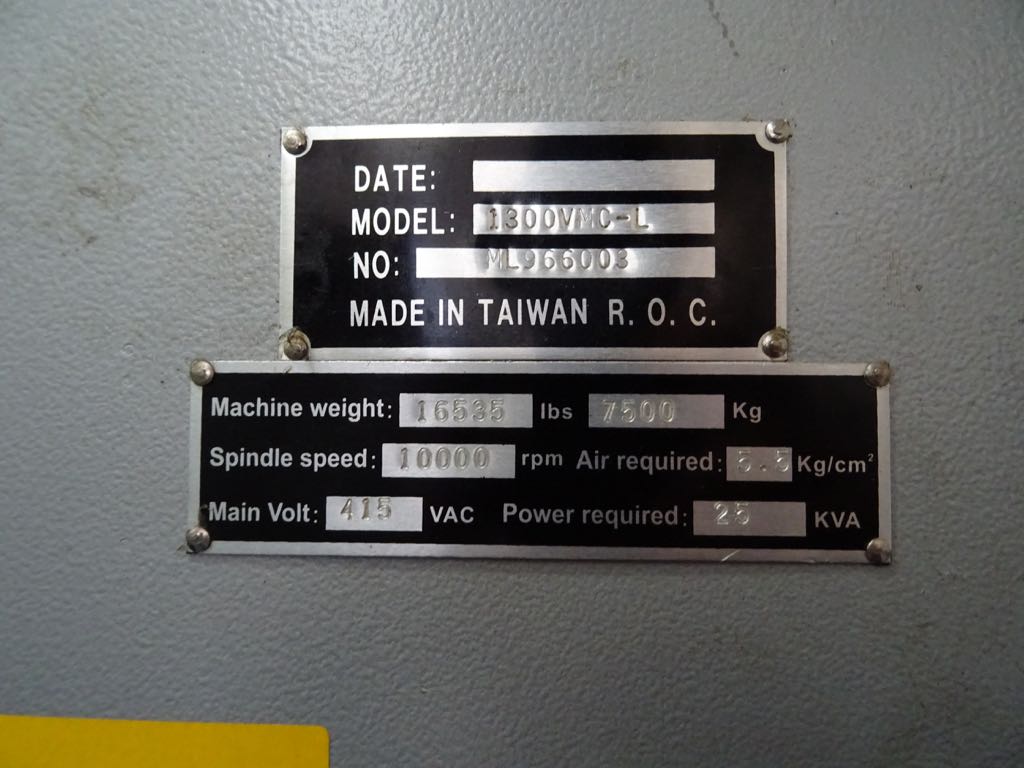 DATE:
MODEL: 1300VMC-L
NO: ML966003
MADE IN TAIWAN R. O. C.
Machine weight: 16535 lbs 7500 Kg
Spindle speed: 10000 rpm Air required: 5.5 Kg/cm²
Main Volt: 415 VAC Power required: 25 KVA